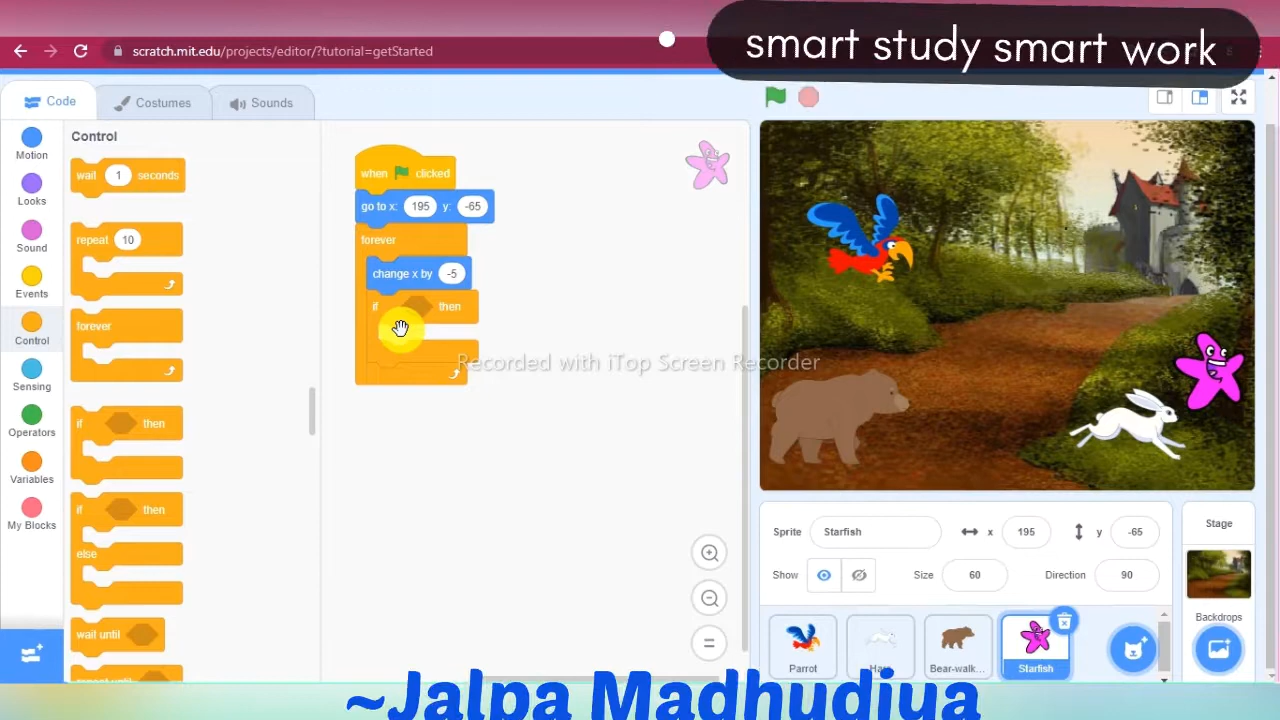 smart study smart work
scratch.mit.edu/projects/editor/?tutorial=getStarted
Code
Costumes
Sounds
Motion
Looks
Sound
Events
Control
Sensing
Operators
Variables
My Blocks
Control
wait 1 seconds
repeat 10
forever
if then
if then
else
wait until
when clicked
go to x: 195 y: -65
forever
change x by -5
if then
Recorded with iTop Screen Recorder
Sprite Starfish x 195 y -65
Show Size 60 Direction 90
Parrot
Bear-walk...
Starfish
Stage
Backdrops
~Jalpa Madhudiya